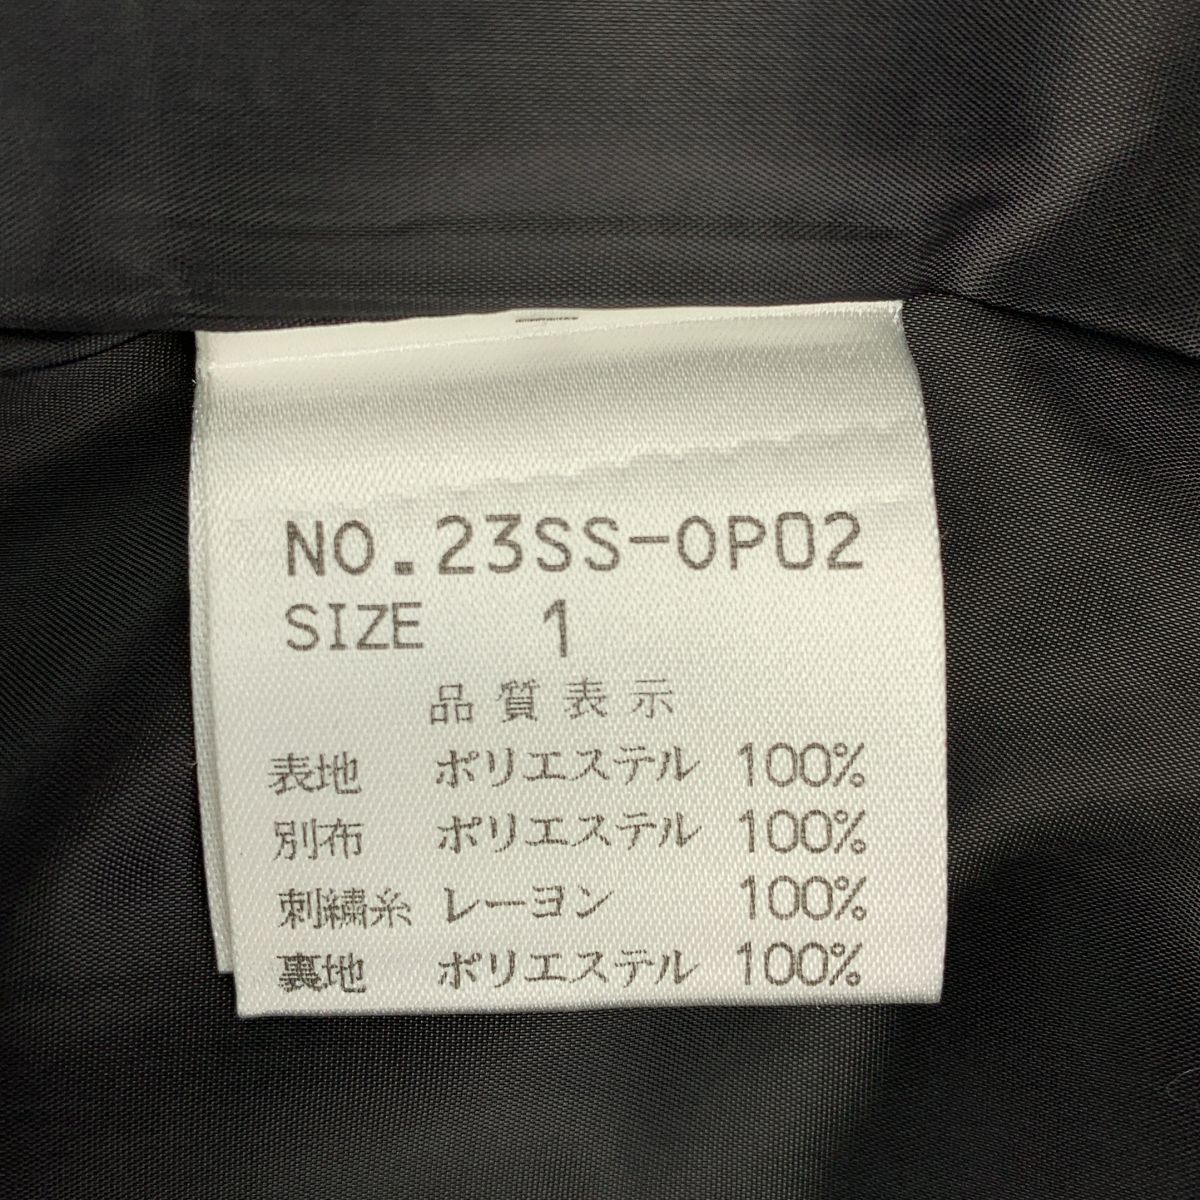 NO.23SS-OP02
SIZE 1
品質表示
表地 ポリエステル 100%
別布 ポリエステル 100%
刺繍糸 レーヨン 100%
裏地 ポリエステル 100%